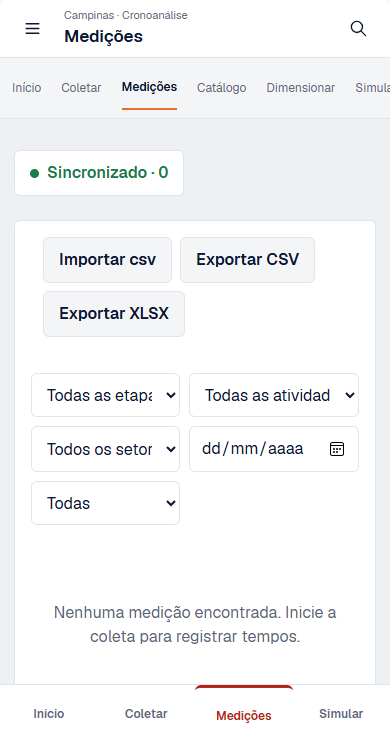 Campinas · Cronoanálise
Medições
Início Coletar Medições Catálogo Dimensionar Simula
Sincronizado · 0
Importar csv Exportar CSV
Exportar XLSX
Todas as etapa Todas as atividad
Todos os setor dd/mm/aaaa
Todas
Nenhuma medição encontrada. Inicie a
coleta para registrar tempos.
Início Coletar Medições Simular